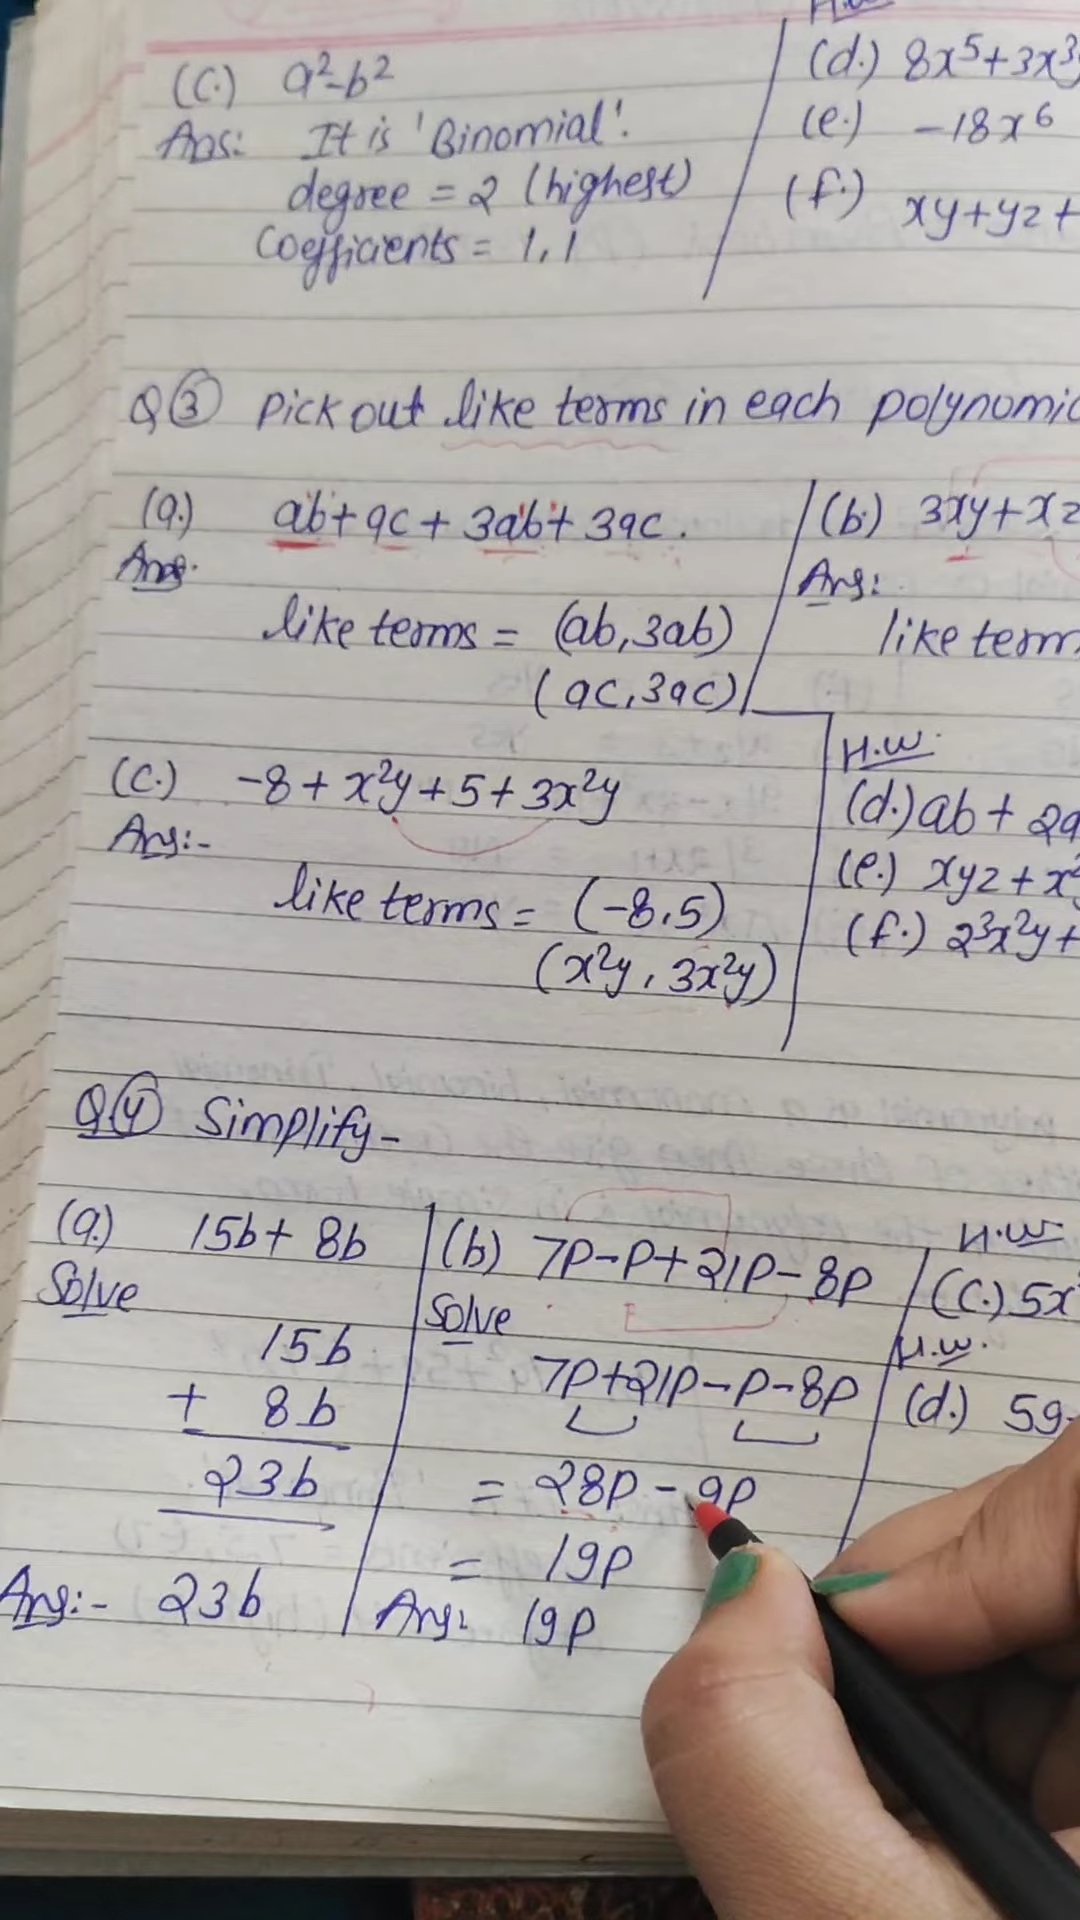 H.W
(c.) a²-b²
Ans: It is 'Binomial'.
degree = 2 (highest)
Coefficients = 1, 1
(d.) 8x⁵+3x³y
(e.) -18x⁶
(f.) xy+yz+
Q③ Pick out like terms in each polynomia
(a.) ab+ac+3ab+3ac.
Ans.
like terms = (ab, 3ab)
(ac, 3ac)
(b.) 3xy+xz
Ans:
like term
(c.) -8+x²y+5+3x²y
Ans:-
like terms = (-8, 5)
(x²y, 3x²y)
H.W.
(d.) ab + 2a
(e.) xyz + x²
(f.) 2³x²y+
Q④ Simplify-
(a.) 15b+ 8b
Solve
15b
+ 8b
23b
Ans:- 23b
(b) 7p-p+21p-8p
Solve
7p+21p-p-8p
= 28p-9p
= 19p
Ans: 19p
H.W
(c.) 5x
H.W.
(d.) 5g